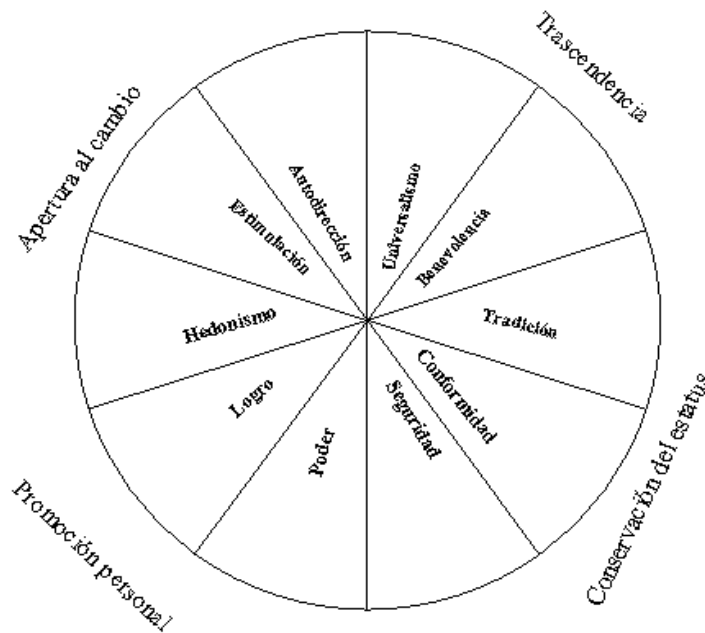 Trascendencia
Apertura al cambio
Autodirección
Universalismo
Estimulación
Benevolencia
Hedonismo
Tradición
Logro
Conformidad
Seguridad
Poder
Promoción personal
Conservación del estatus